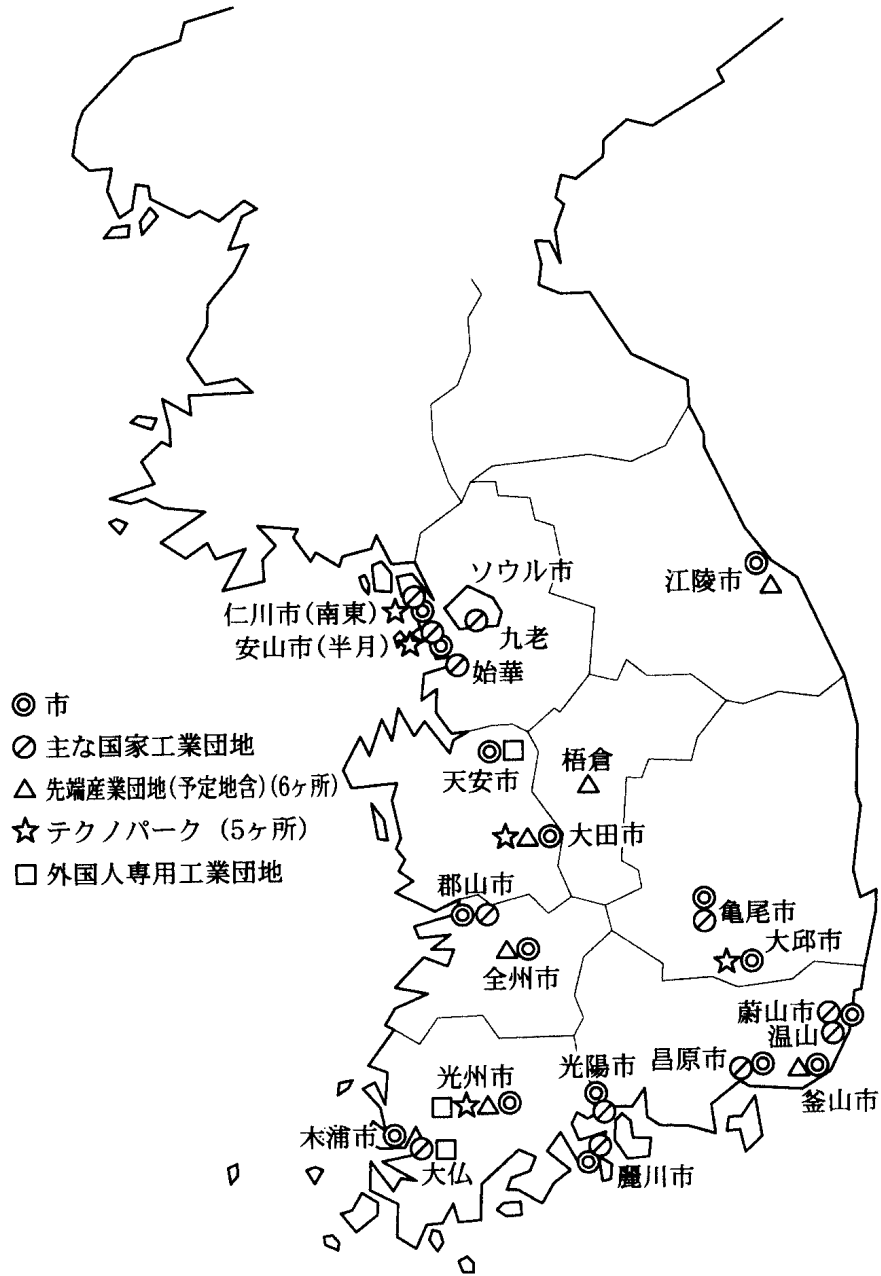 ソウル市
江陵市
仁川市(南東)
九老
安山市(半月)
始華
市
主な国家工業団地
梧倉
天安市
先端産業団地(予定地含)(6ヶ所)
テクノパーク (5ヶ所)
大田市
外国人専用工業団地
郡山市
亀尾市
大邱市
全州市
蔚山市
温山
昌原市
光陽市
光州市
釜山市
木浦市
大仏
麗川市